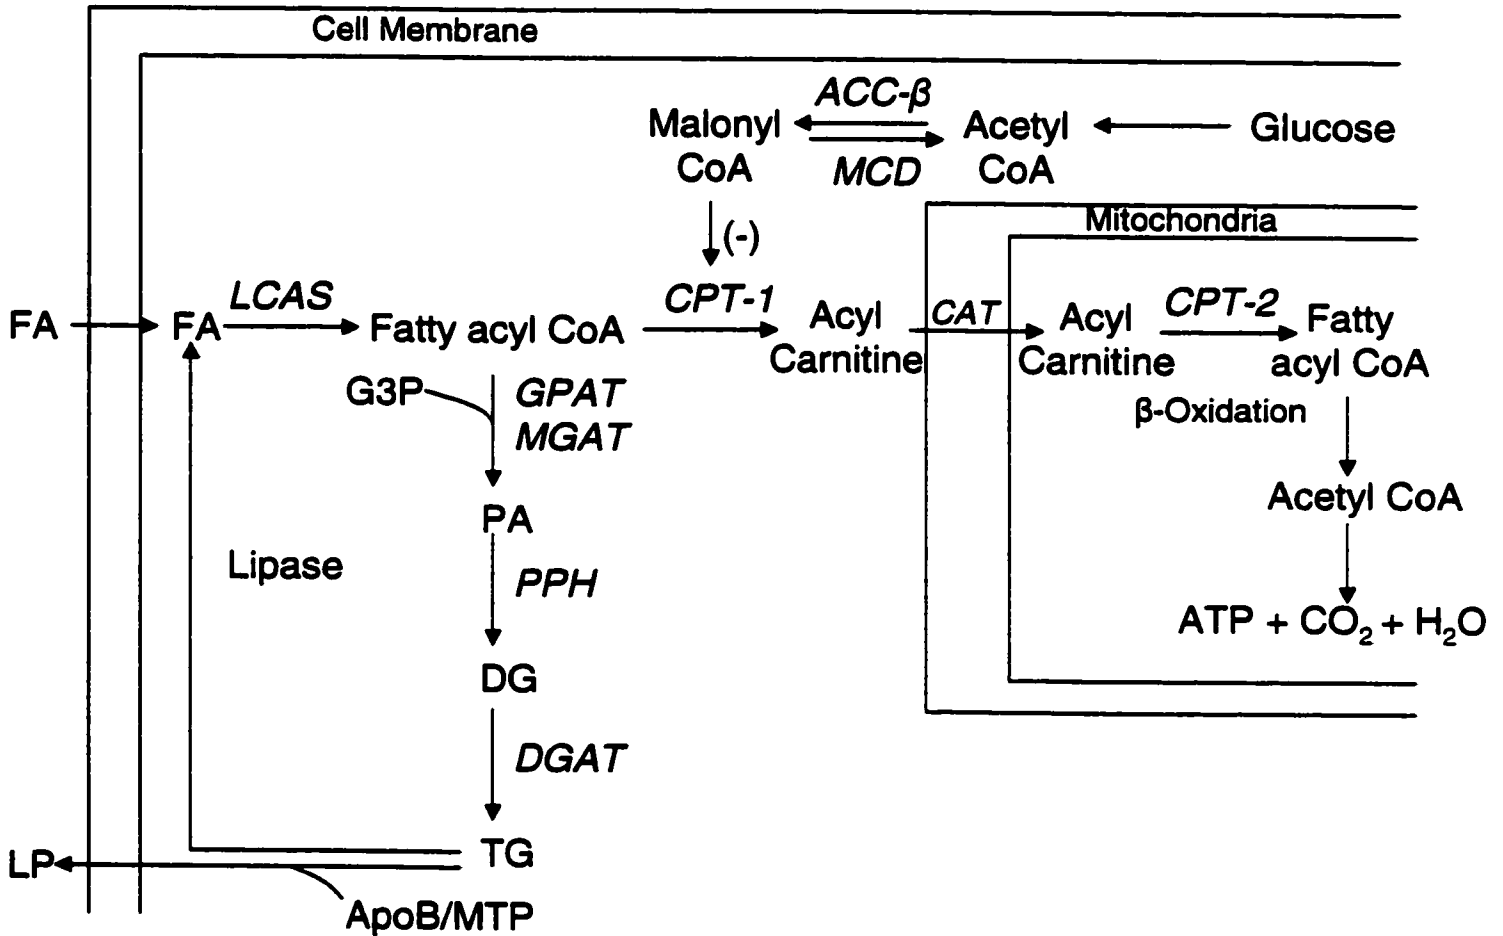 Cell Membrane
ACC-β
Malonyl
CoA
MCD
Acetyl
CoA
Glucose
(-)
Mitochondria
FA
FA
LCAS
Fatty acyl CoA
CPT-1
Acyl
Carnitine
CAT
Acyl
Carnitine
CPT-2
Fatty
acyl CoA
β-Oxidation
Acetyl CoA
ATP + CO₂ + H₂O
G3P
GPAT
MGAT
PA
PPH
Lipase
DG
DGAT
TG
LP
ApoB/MTP